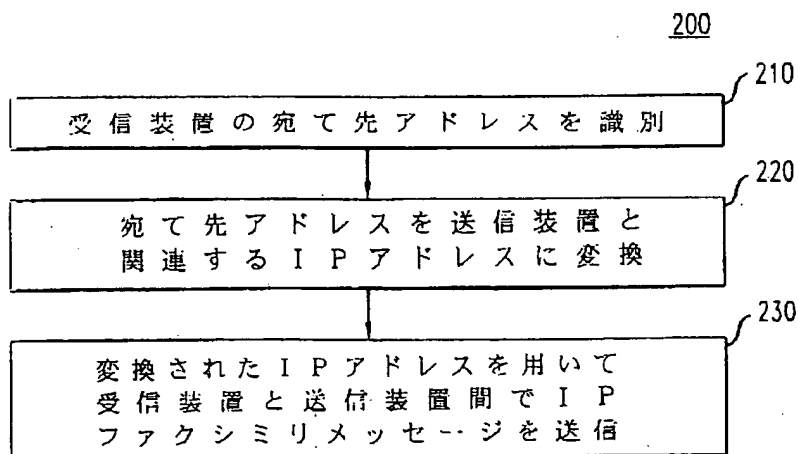 200
210
受信装置の宛て先アドレスを識別
220
宛て先アドレスを送信装置と
関連するIPアドレスに変換
230
変換されたIPアドレスを用いて
受信装置と送信装置間でIP
ファクシミリメッセージを送信